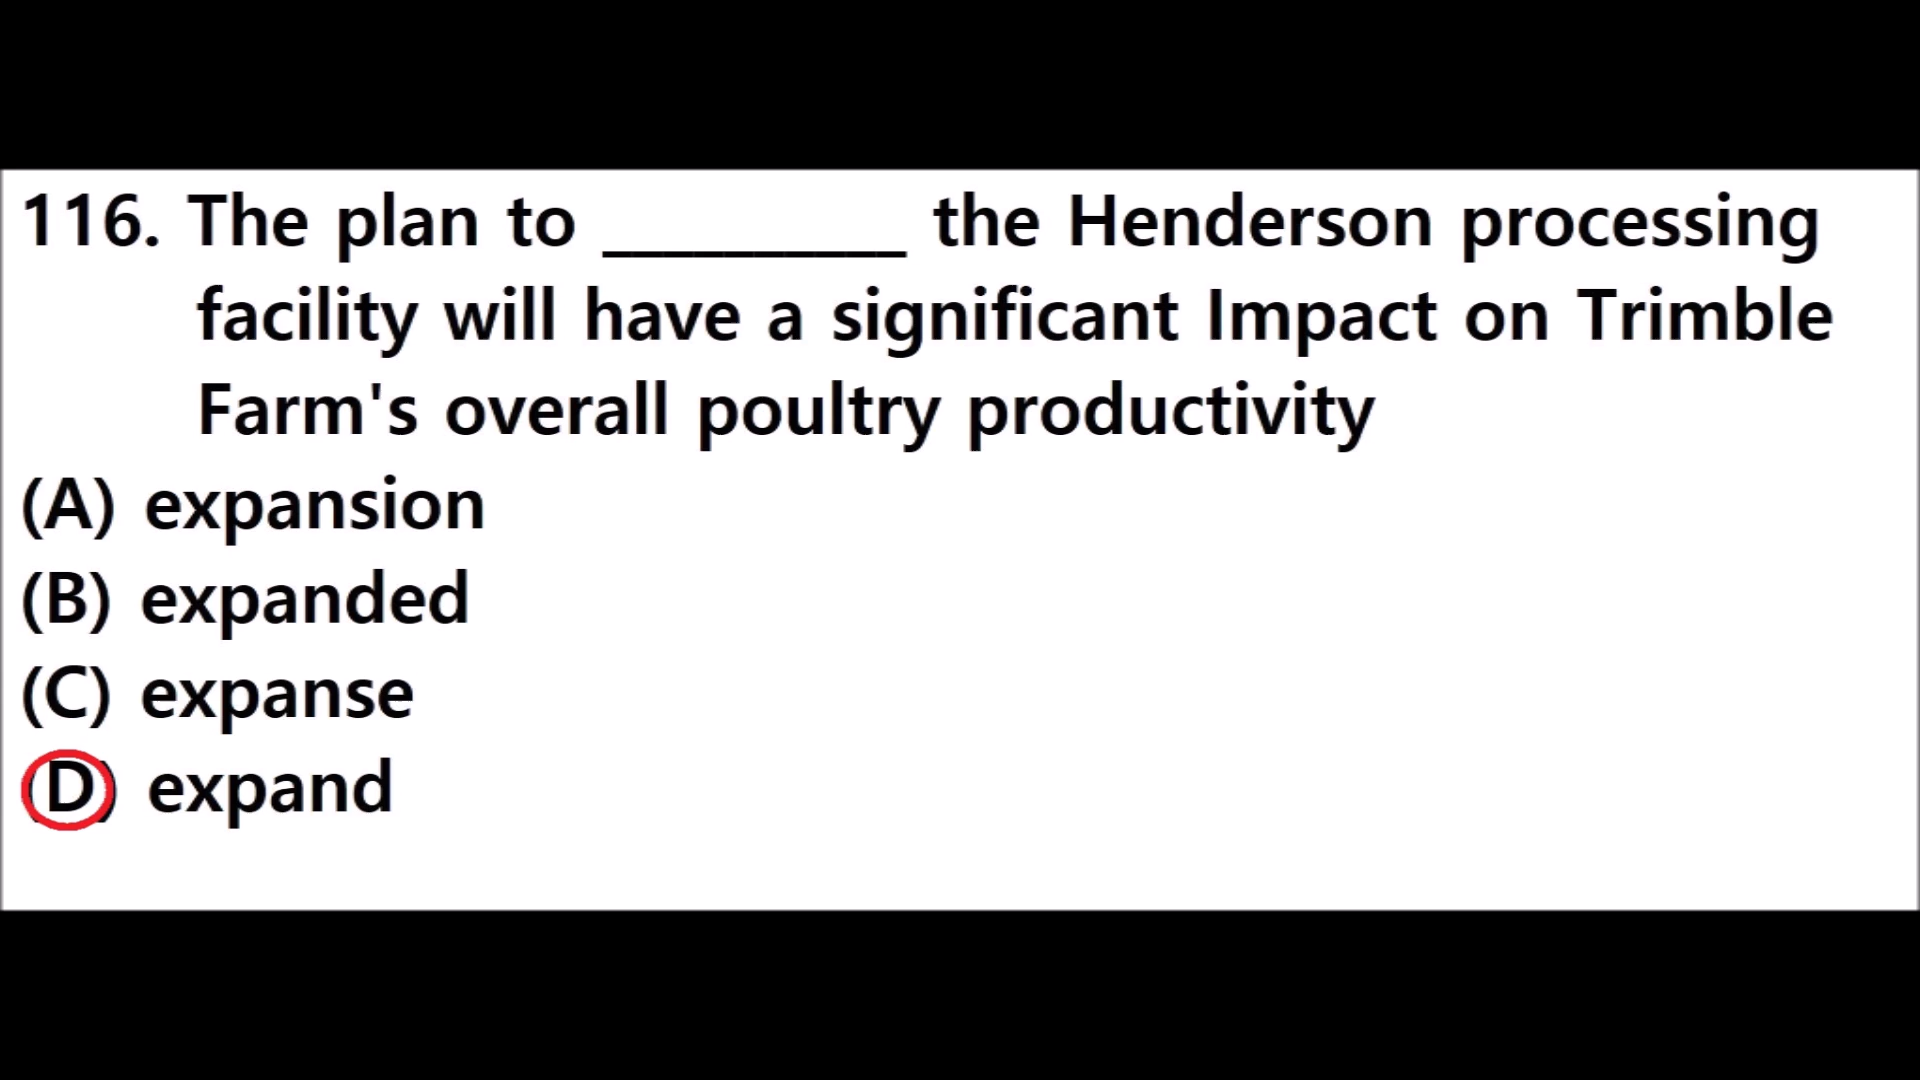 116. The plan to __________ the Henderson processing
facility will have a significant Impact on Trimble
Farm's overall poultry productivity
(A) expansion
(B) expanded
(C) expanse
(D) expand